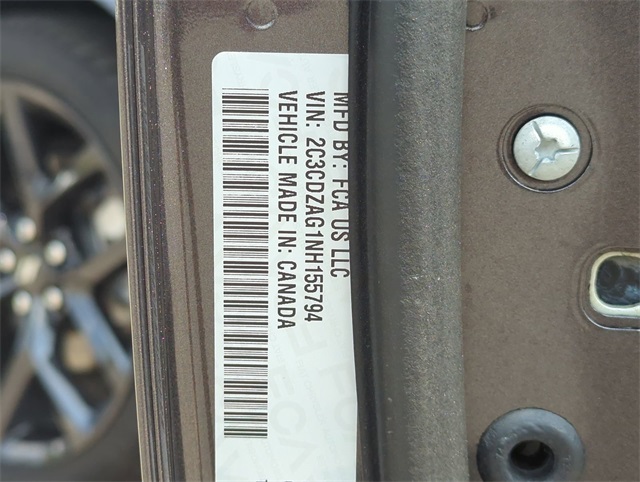 MFD BY: FCA US LLC
VIN: 2C3CDZAG1NH155794
VEHICLE MADE IN: CANADA